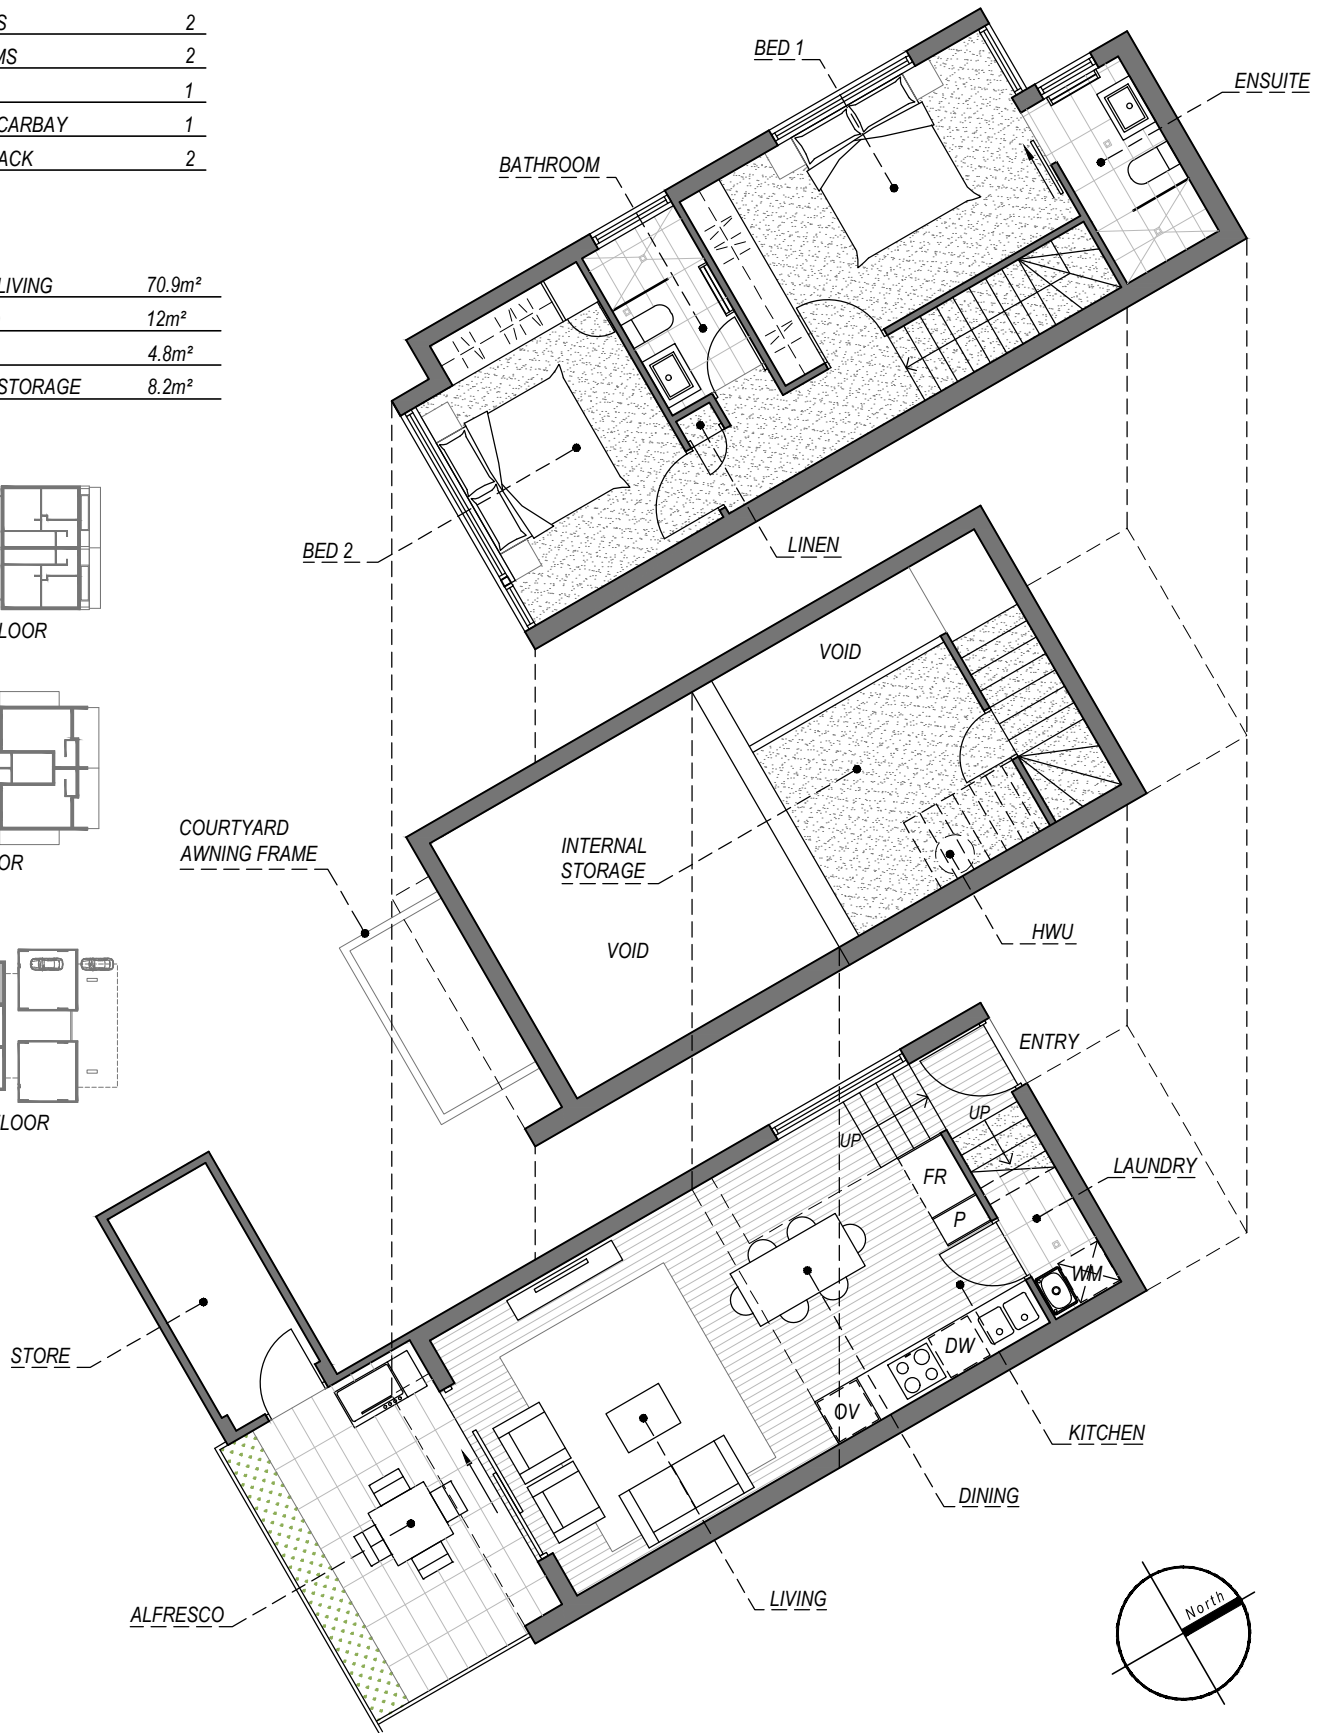 S 2
MS 2
1
CARBAY 1
ACK 2
LIVING 70.9m²
12m²
4.8m²
STORAGE 8.2m²
LOOR
OR
LOOR
BED 1
ENSUITE
BATHROOM
BED 2
LINEN
VOID
COURTYARD
AWNING FRAME
INTERNAL
STORAGE
VOID
HWU
ENTRY
UP
UP
FR
LAUNDRY
P
WM
STORE
DW
OV
KITCHEN
DINING
LIVING
ALFRESCO
North